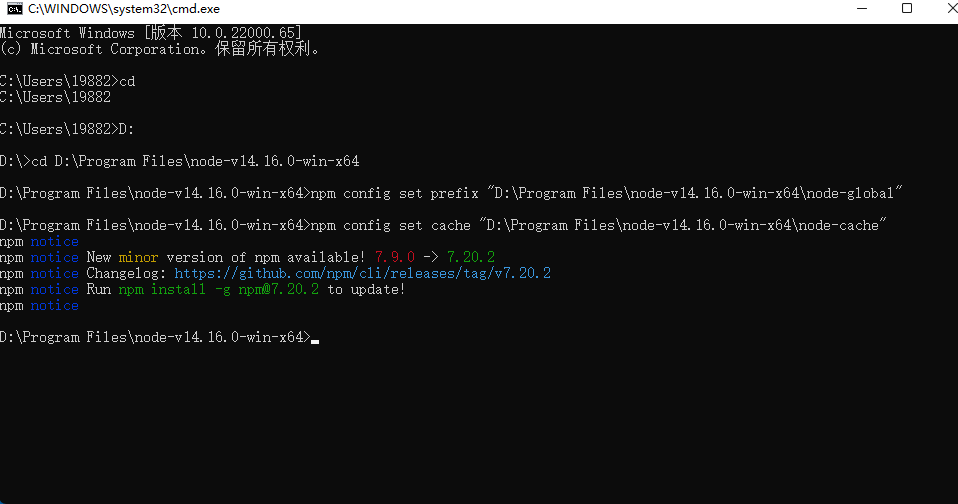 C:\WINDOWS\system32\cmd.exe
Microsoft Windows [版本 10.0.22000.65]
(c) Microsoft Corporation。保留所有权利。
C:\Users\19882>cd
C:\Users\19882
C:\Users\19882>D:
D:\>cd D:\Program Files\node-v14.16.0-win-x64
D:\Program Files\node-v14.16.0-win-x64>npm config set prefix "D:\Program Files\node-v14.16.0-win-x64\node-global"
D:\Program Files\node-v14.16.0-win-x64>npm config set cache "D:\Program Files\node-v14.16.0-win-x64\node-cache"
npm notice
npm notice New minor version of npm available! 7.9.0 -> 7.20.2
npm notice Changelog: https://github.com/npm/cli/releases/tag/v7.20.2
npm notice Run npm install -g npm@7.20.2 to update!
npm notice
D:\Program Files\node-v14.16.0-win-x64>